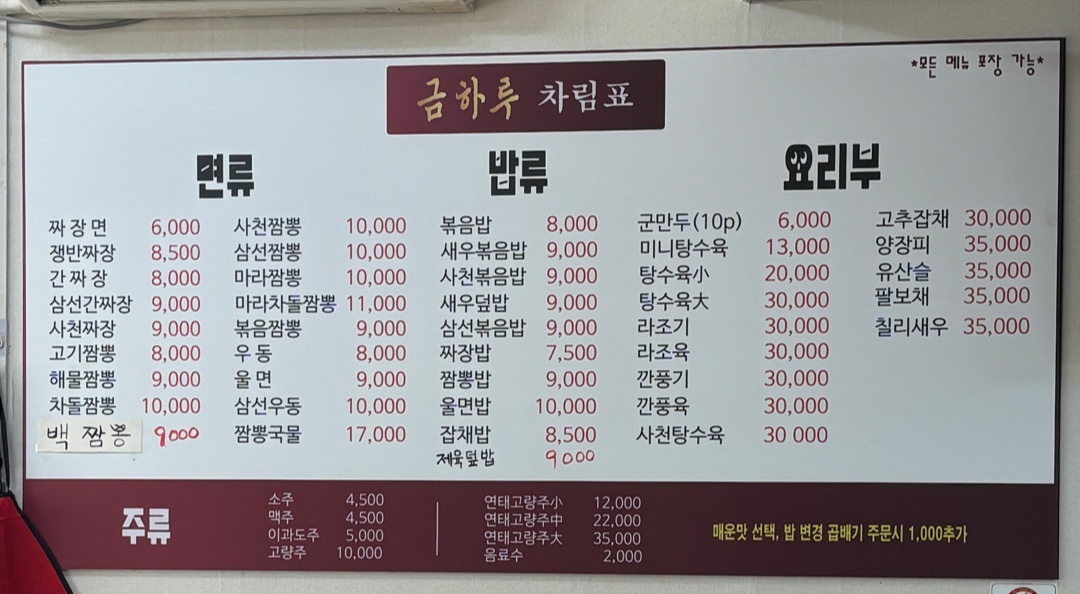 *모든 메뉴 포장 가능*
금하루 차림표
면류
짜장면 6,000
쟁반짜장 8,500
간짜장 8,000
삼선간짜장 9,000
사천짜장 9,000
고기짬뽕 8,000
해물짬뽕 9,000
차돌짬뽕 10,000
백짬뽕 9000
사천짬뽕 10,000
삼선짬뽕 10,000
마라짬뽕 10,000
마라차돌짬뽕 11,000
볶음짬뽕 9,000
우동 8,000
울면 9,000
삼선우동 10,000
짬뽕국물 17,000
밥류
볶음밥 8,000
새우볶음밥 9,000
사천볶음밥 9,000
새우덮밥 9,000
삼선볶음밥 9,000
짜장밥 7,500
짬뽕밥 9,000
울면밥 10,000
잡채밥 8,500
제육덮밥 9000
요리부
군만두(10p) 6,000
미니탕수육 13,000
탕수육小 20,000
탕수육大 30,000
라조기 30,000
라조육 30,000
깐풍기 30,000
깐풍육 30,000
사천탕수육 30 000
고추잡채 30,000
양장피 35,000
유산슬 35,000
팔보채 35,000
칠리새우 35,000
주류
소주 4,500
맥주 4,500
이과도주 5,000
고량주 10,000
연태고량주小 12,000
연태고량주中 22,000
연태고량주大 35,000
음료수 2,000
매운맛 선택, 밥 변경 곱배기 주문시 1,000추가